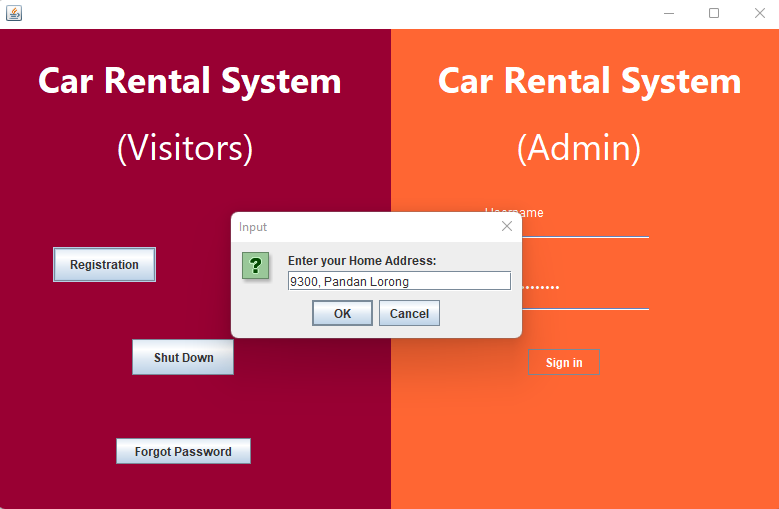 Car Rental System
(Visitors)
Registration
Shut Down
Forgot Password
Car Rental System
(Admin)
Username
Sign in
Input
?
Enter your Home Address:
9300, Pandan Lorong
OK
Cancel